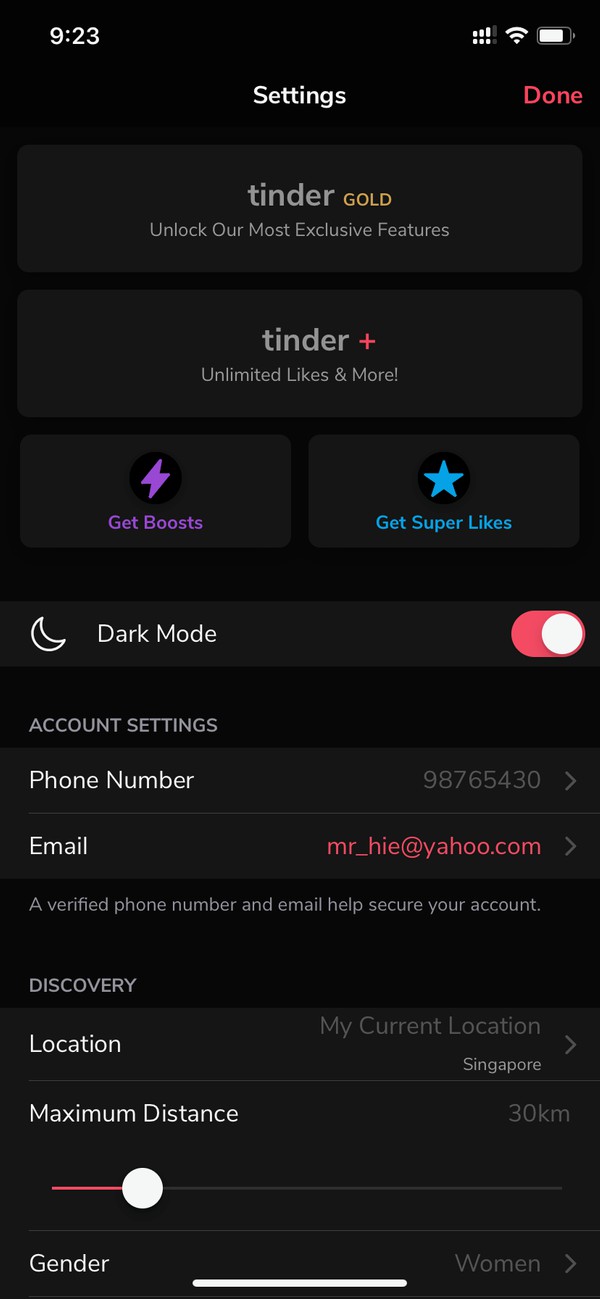 9:23
Settings
Done
tinder GOLD
Unlock Our Most Exclusive Features
tinder +
Unlimited Likes & More!
Get Boosts
Get Super Likes
Dark Mode
ACCOUNT SETTINGS
Phone Number
98765430
Email
mr_hie@yahoo.com
A verified phone number and email help secure your account.
DISCOVERY
Location
My Current Location
Singapore
Maximum Distance
30km
Gender
Women